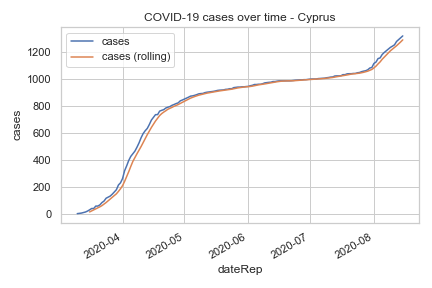 COVID-19 cases over time - Cyprus
cases
cases (rolling)
1200
1000
800
600
400
200
0
cases
2020-04
2020-05
2020-06
2020-07
2020-08
dateRep